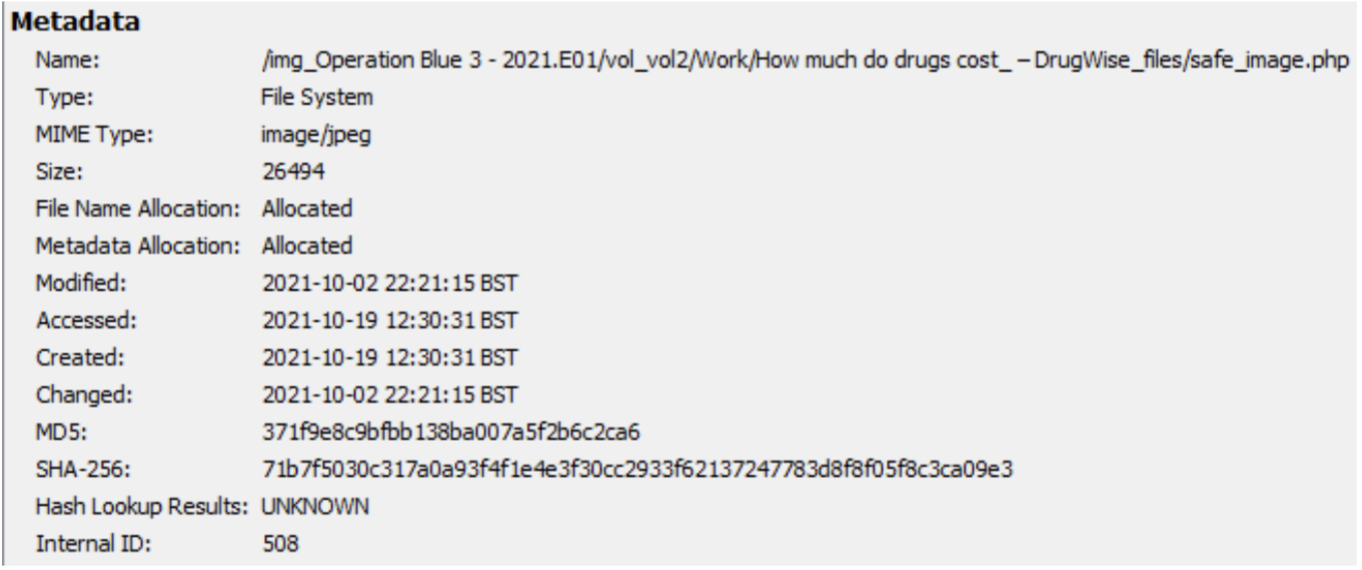 Metadata
Name: /img_Operation Blue 3 - 2021.E01/vol_vol2/Work/How much do drugs cost_ – DrugWise_files/safe_image.php
Type: File System
MIME Type: image/jpeg
Size: 26494
File Name Allocation: Allocated
Metadata Allocation: Allocated
Modified: 2021-10-02 22:21:15 BST
Accessed: 2021-10-19 12:30:31 BST
Created: 2021-10-19 12:30:31 BST
Changed: 2021-10-02 22:21:15 BST
MD5: 371f9e8c9bfbb138ba007a5f2b6c2ca6
SHA-256: 71b7f5030c317a0a93f4f1e4e3f30cc2933f62137247783d8f8f05f8c3ca09e3
Hash Lookup Results: UNKNOWN
Internal ID: 508